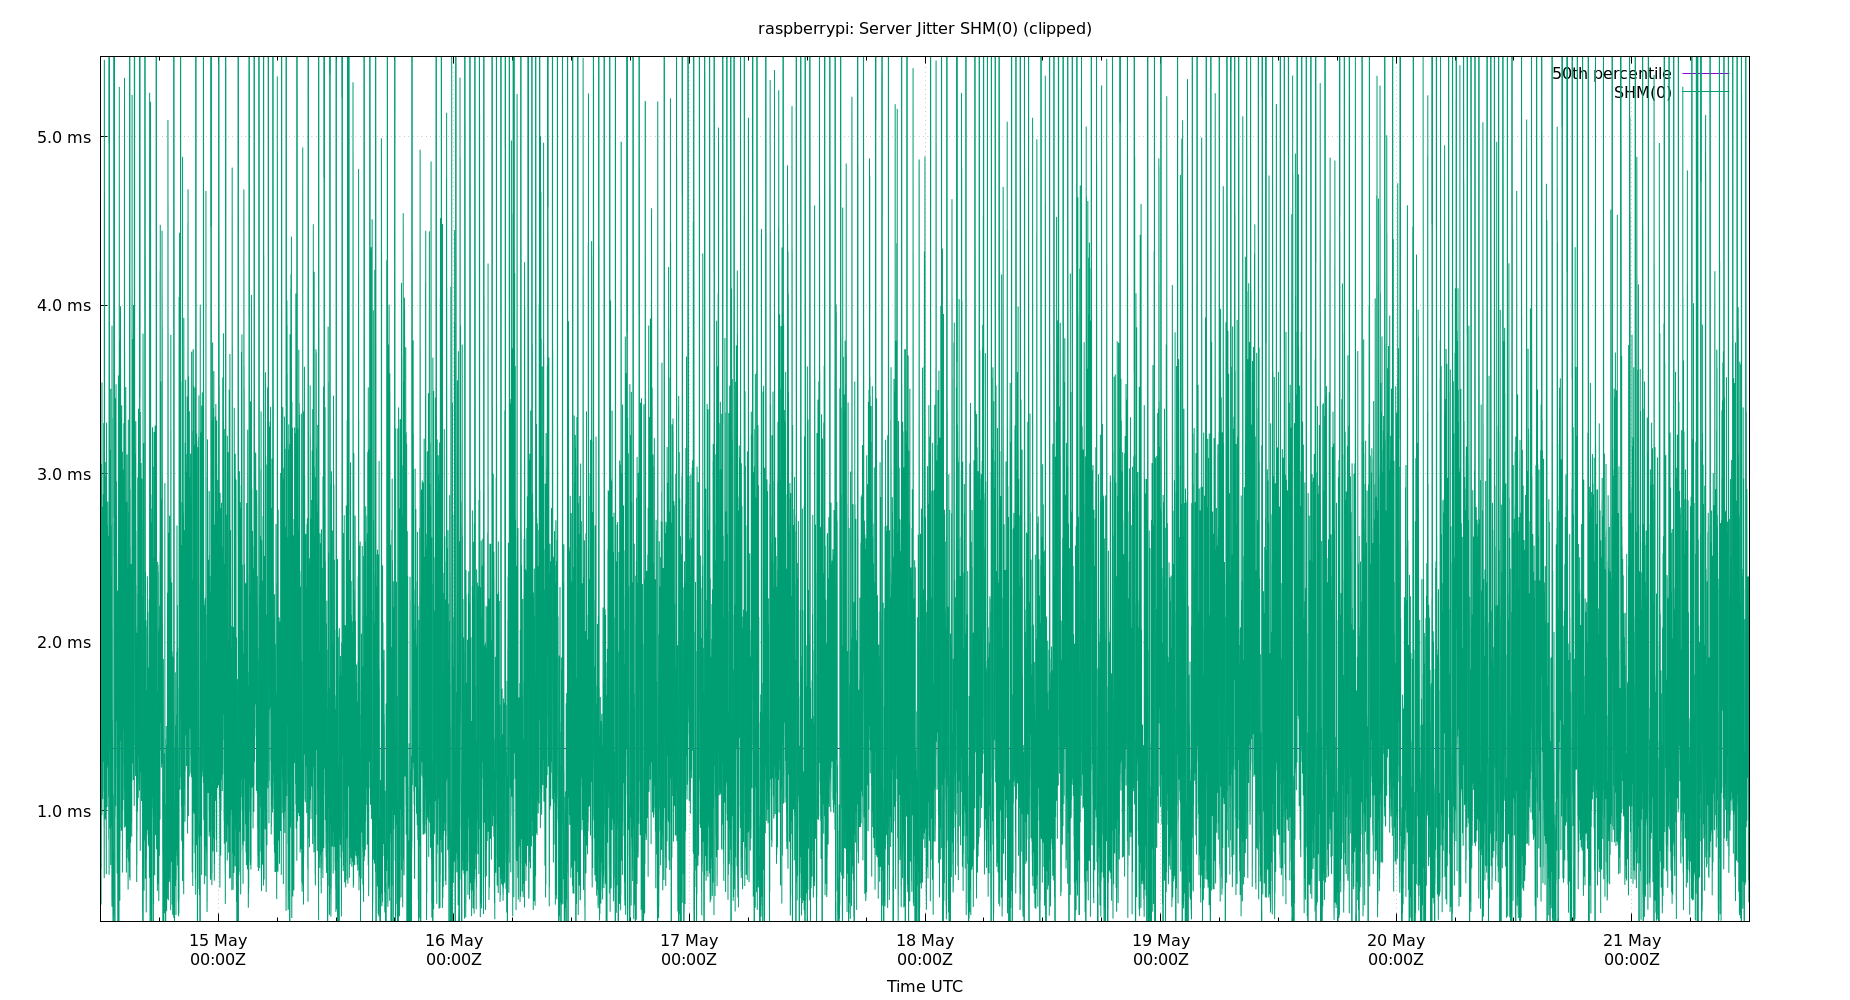 raspberrypi: Server Jitter SHM(0) (clipped)
50th percentile
SHM(0)
5.0 ms
4.0 ms
3.0 ms
2.0 ms
1.0 ms
15 May 16 May 17 May 18 May 19 May 20 May 21 May
00:00Z 00:00Z 00:00Z 00:00Z 00:00Z 00:00Z 00:00Z
Time UTC